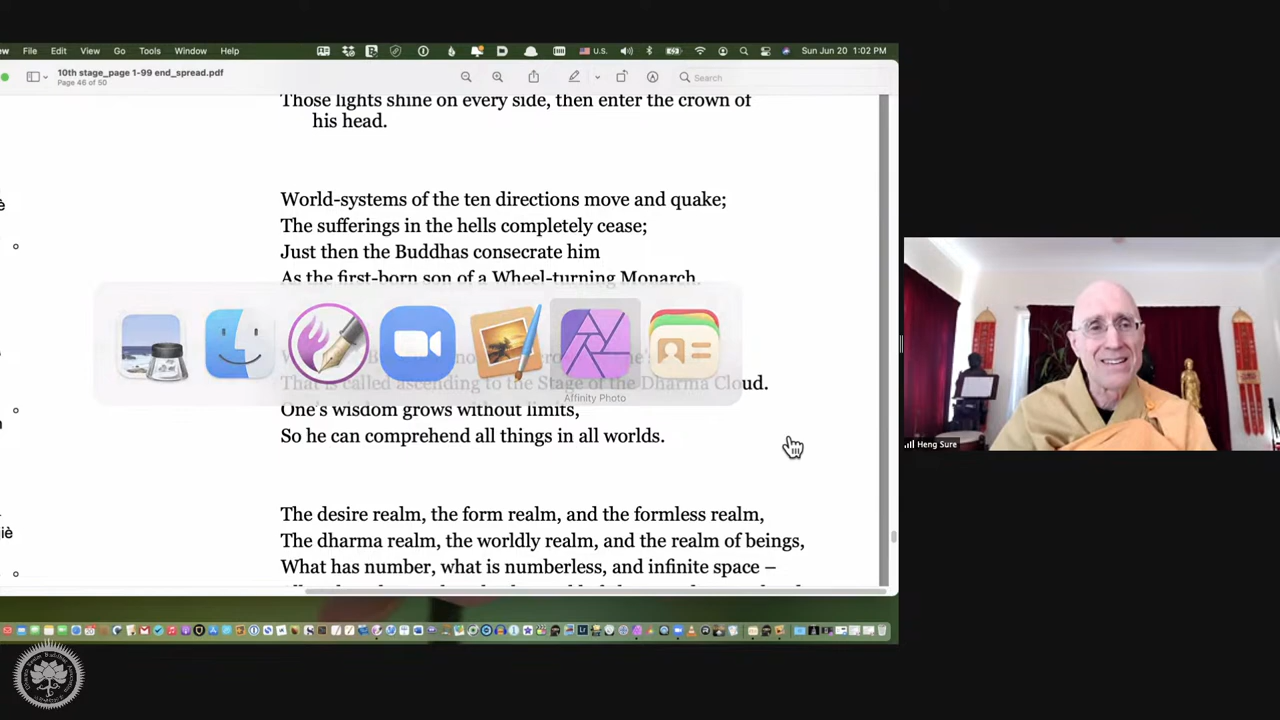 File Edit View Go Tools Window Help
U.S.
Sun Jun 20 1:02 PM
10th stage_page 1-99 end_spread.pdf
Page 46 of 50
Search
Those lights shine on every side, then enter the crown of
his head.
World-systems of the ten directions move and quake;
The sufferings in the hells completely cease;
Just then the Buddhas consecrate him
As the first-born son of a Wheel-turning Monarch.
That is called ascending to the Stage of the Dharma Cloud.
Affinity Photo
One's wisdom grows without limits,
So he can comprehend all things in all worlds.
The desire realm, the form realm, and the formless realm,
The dharma realm, the worldly realm, and the realm of beings,
What has number, what is numberless, and infinite space –
Heng Sure